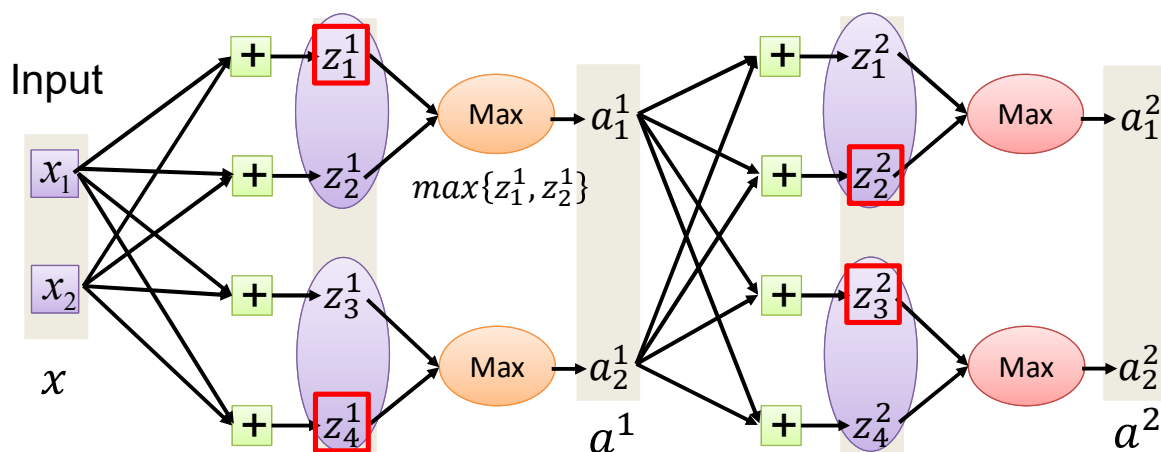 Input
x₁
x₂
x
+
+
+
+
z₁¹
z₂¹
z₃¹
z₄¹
Max
max{z₁¹, z₂¹}
Max
a₁¹
a₂¹
a¹
+
+
+
+
z₁²
z₂²
z₃²
z₄²
Max
Max
a₁²
a₂²
a²